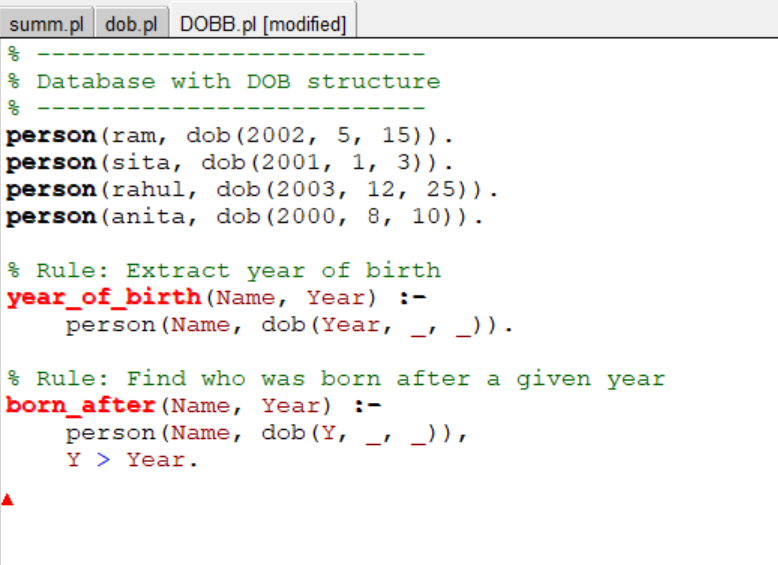 summ.pl dob.pl DOBB.pl [modified]
% --------------------------
% Database with DOB structure
% --------------------------
person(ram, dob(2002, 5, 15)).
person(sita, dob(2001, 1, 3)).
person(rahul, dob(2003, 12, 25)).
person(anita, dob(2000, 8, 10)).

% Rule: Extract year of birth
year_of_birth(Name, Year) :-
    person(Name, dob(Year, _, _)).

% Rule: Find who was born after a given year
born_after(Name, Year) :-
    person(Name, dob(Y, _, _)),
    Y > Year.